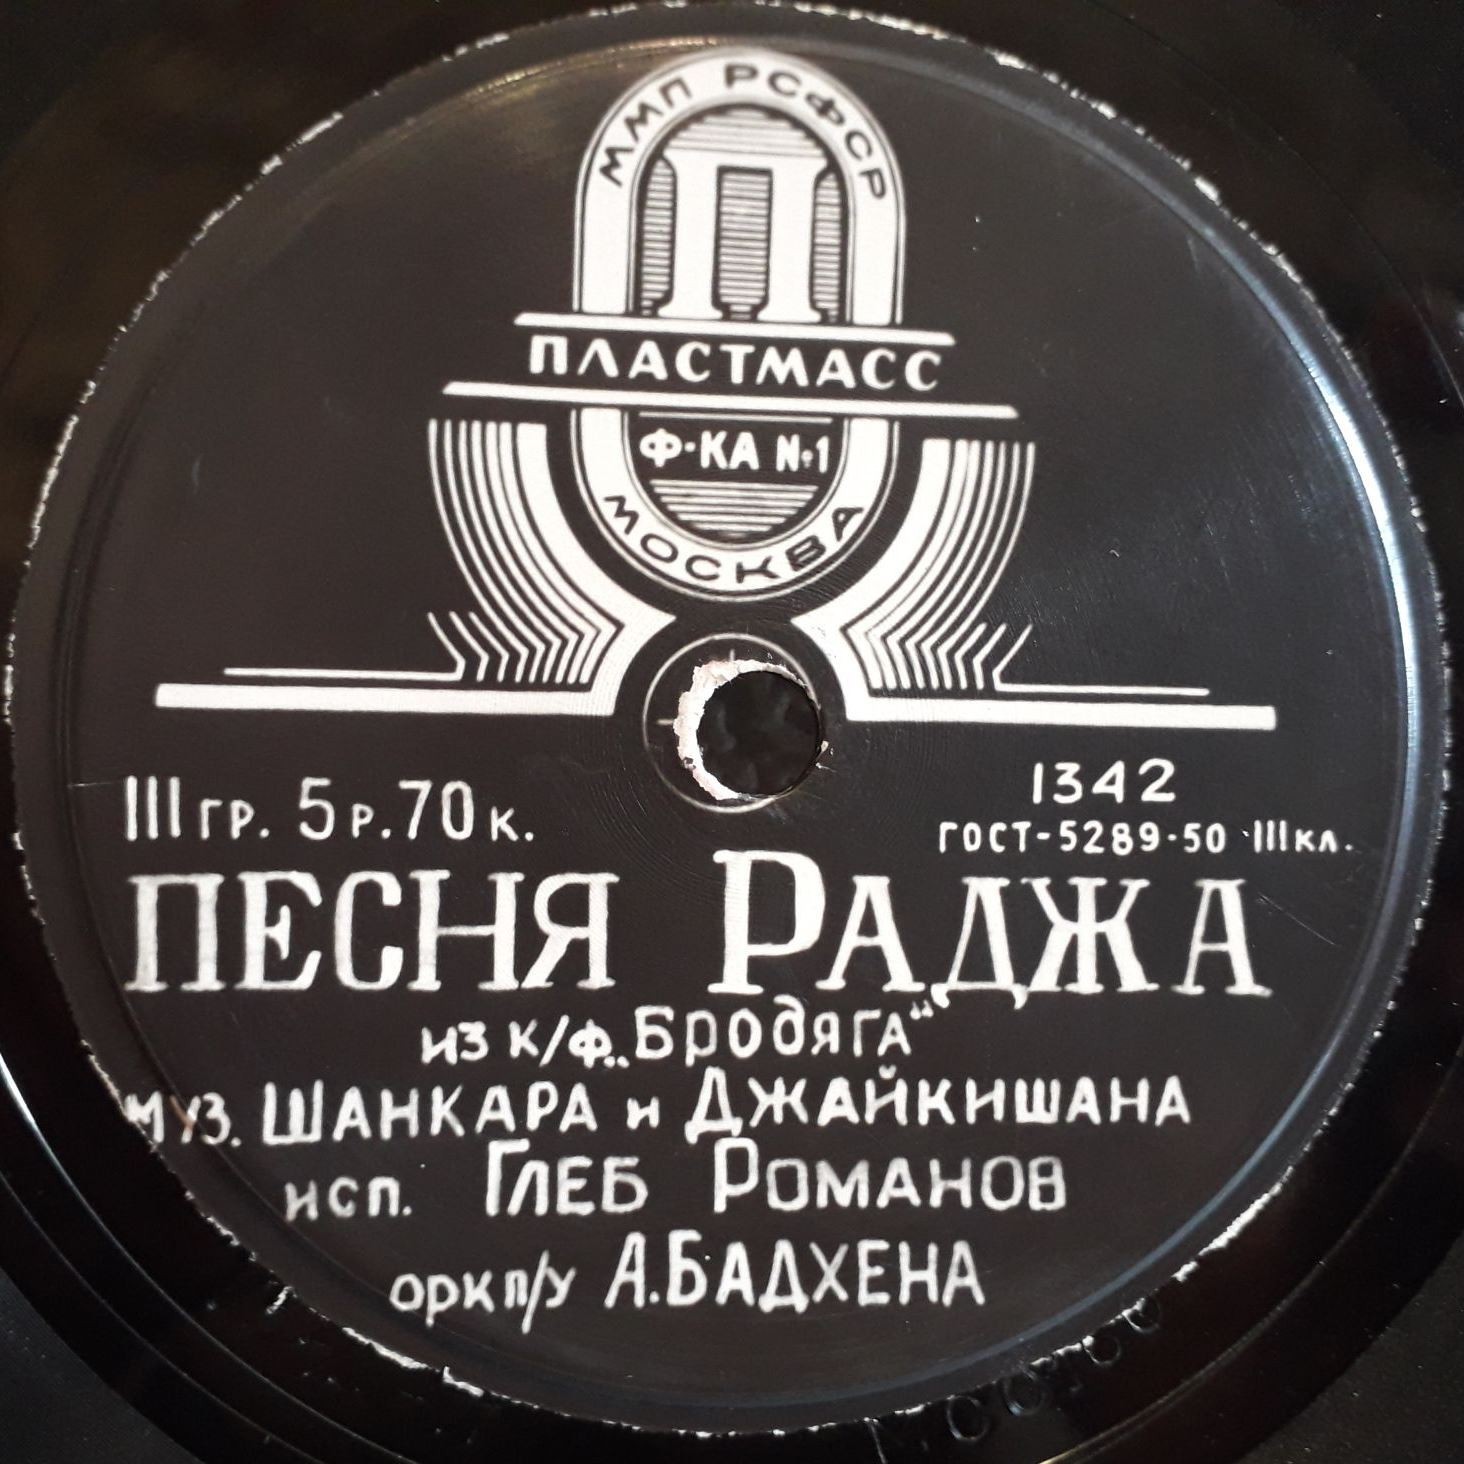 ММП РСФСР
П
ПЛАСТМАСС
Ф-КА №1
МОСКВА
III ГР. 5 Р. 70 К.
1342
ГОСТ-5289-50 III КЛ.
ПЕСНЯ РАДЖА
ИЗ К/Ф. „БРОДЯГА“
МУЗ. ШАНКАРА И ДЖАЙКИШАНА
ИСП. ГЛЕБ РОМАНОВ
ОРК П/У А. БАДХЕНА